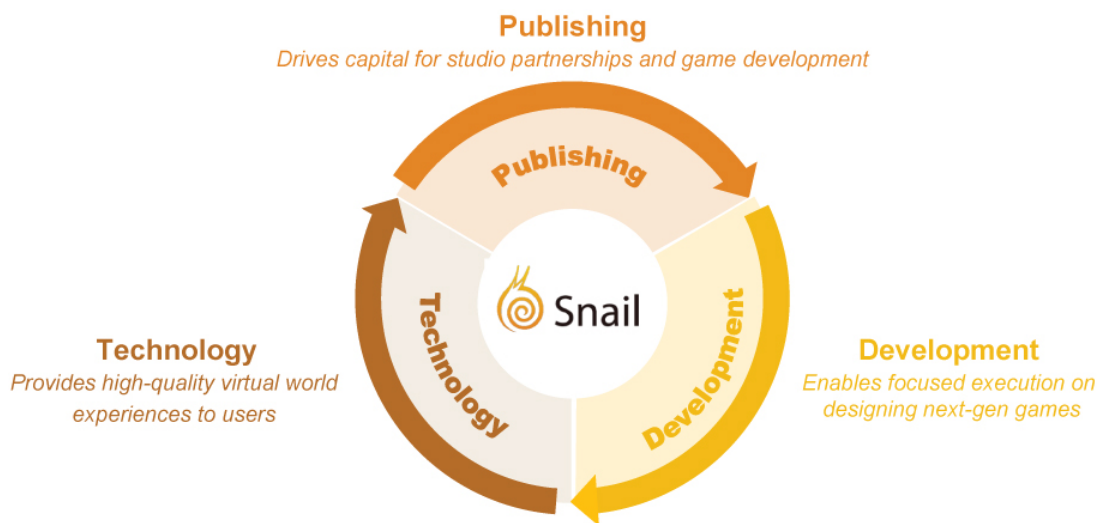 Publishing
Drives capital for studio partnerships and game development
Publishing
Technology
Snail
Development
Technology
Provides high-quality virtual world
experiences to users
Development
Enables focused execution on
designing next-gen games